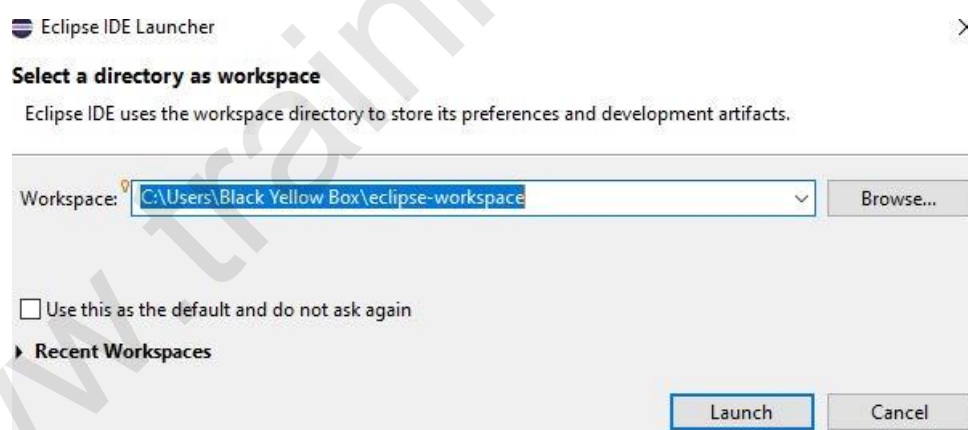 Eclipse IDE Launcher
Select a directory as workspace
Eclipse IDE uses the workspace directory to store its preferences and development artifacts.
Workspace: C:\Users\Black Yellow Box\eclipse-workspace Browse...
Use this as the default and do not ask again
Recent Workspaces
Launch Cancel